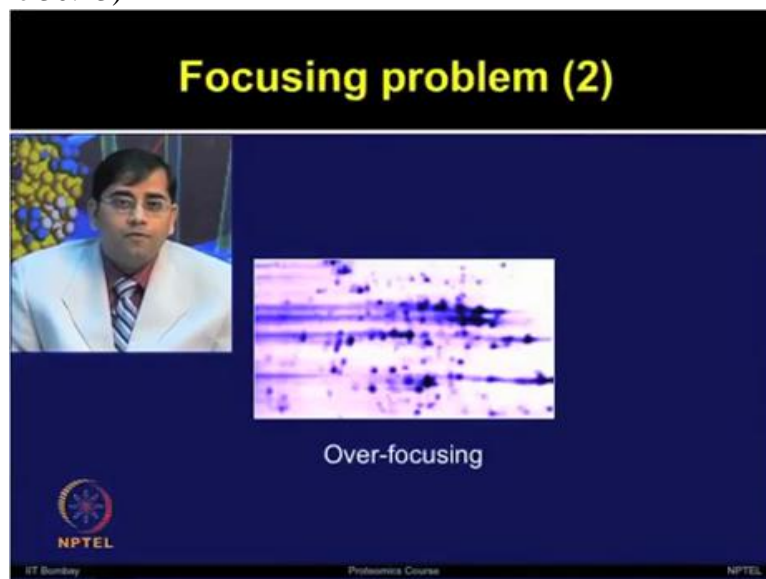 Focusing problem (2)
Over-focusing
NPTEL
IIT Bombay
Proteomics Course
NPTEL